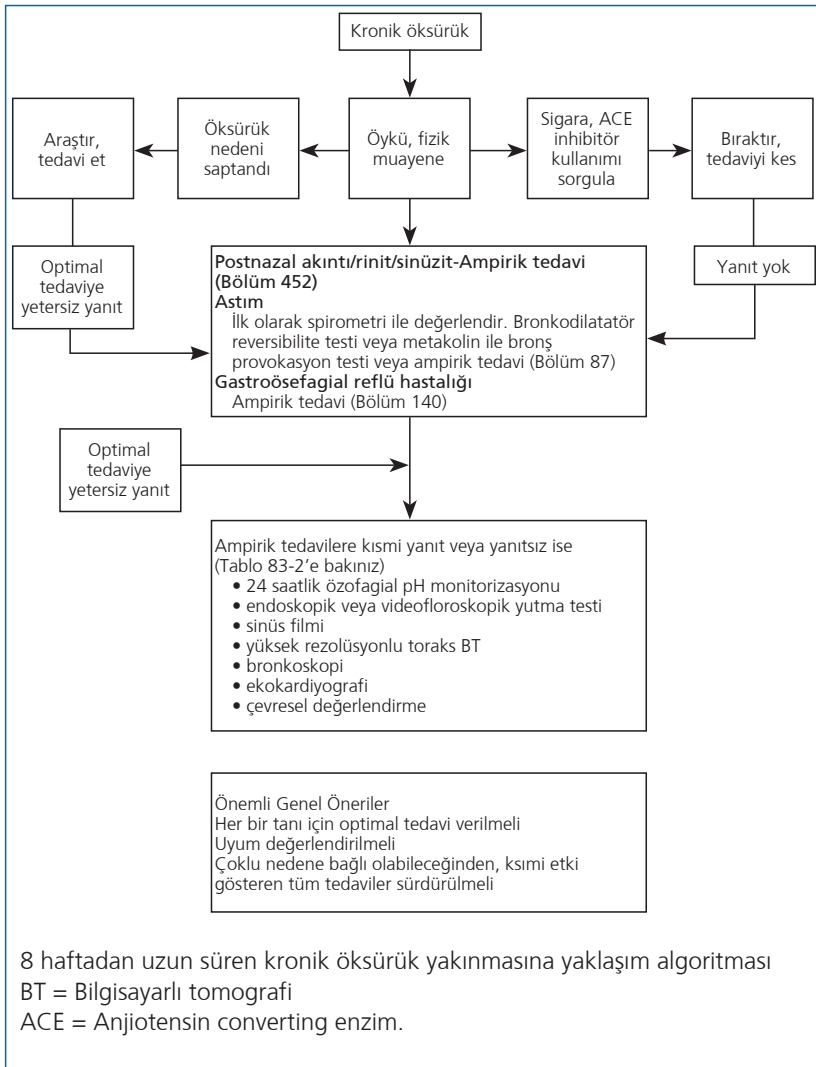 Kronik öksürük
Araştır,
tedavi et
Öksürük
nedeni
saptandı
Öykü, fizik
muayene
Sigara, ACE
inhibitör
kullanımı
sorgula
Bıraktır,
tedaviyi kes
Optimal
tedaviye
yetersiz yanıt
Postnazal akıntı/rinit/sinüzit-Ampirik tedavi
(Bölüm 452)
Astım
İlk olarak spirometri ile değerlendir. Bronkodilatatör
reversibilite testi veya metakolin ile bronş
provokasyon testi veya ampirik tedavi (Bölüm 87)
Gastroösefagial reflü hastalığı
Ampirik tedavi (Bölüm 140)
Yanıt yok
Optimal
tedaviye
yetersiz yanıt
Ampirik tedavilere kısmi yanıt veya yanıtsız ise
(Tablo 83-2’e bakınız)
• 24 saatlik özofagial pH monitorizasyonu
• endoskopik veya videofloroskopik yutma testi
• sinüs filmi
• yüksek rezolüsyonlu toraks BT
• bronkoskopi
• ekokardiyografi
• çevresel değerlendirme
Önemli Genel Öneriler
Her bir tanı için optimal tedavi verilmeli
Uyum değerlendirilmeli
Çoklu nedene bağlı olabileceğinden, ksımi etki
gösteren tüm tedaviler sürdürülmeli
8 haftadan uzun süren kronik öksürük yakınmasına yaklaşım algoritması
BT = Bilgisayarlı tomografi
ACE = Anjiotensin converting enzim.